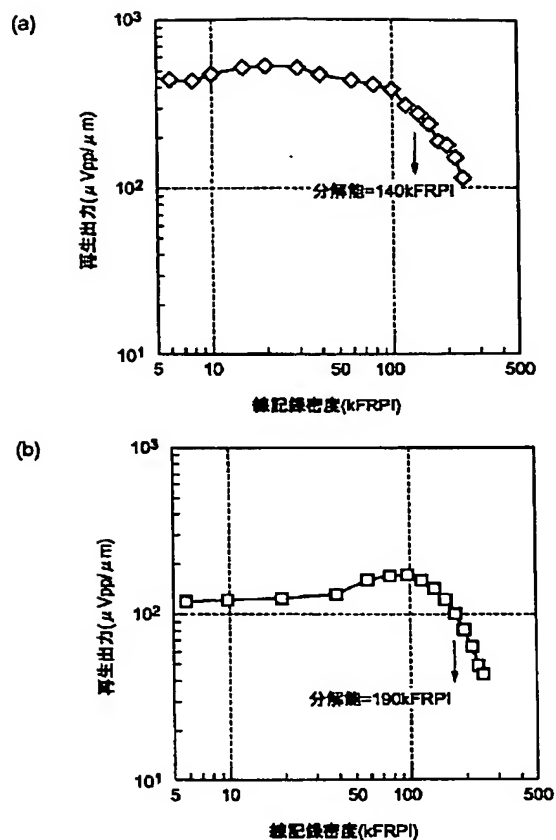 (a)
10³
10²
10¹
再生出力(μVpp/μm)
分解能=140kFRPI
5 10 50 100 500
線記録密度(kFRPI)
(b)
10³
10²
10¹
再生出力(μVpp/μm)
分解能=190kFRPI
5 10 50 100 500
線記録密度(kFRPI)